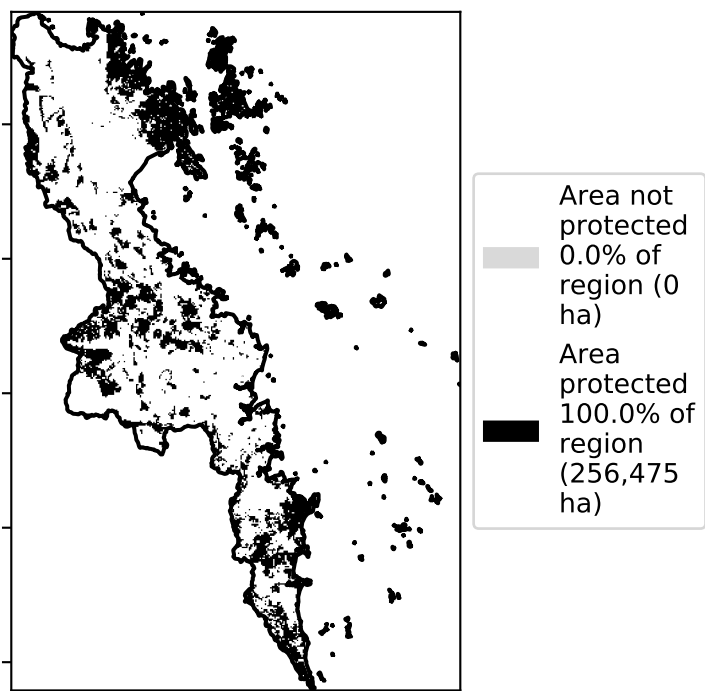 Area not
protected
0.0% of
region (0
ha)
Area
protected
100.0% of
region
(256,475
ha)